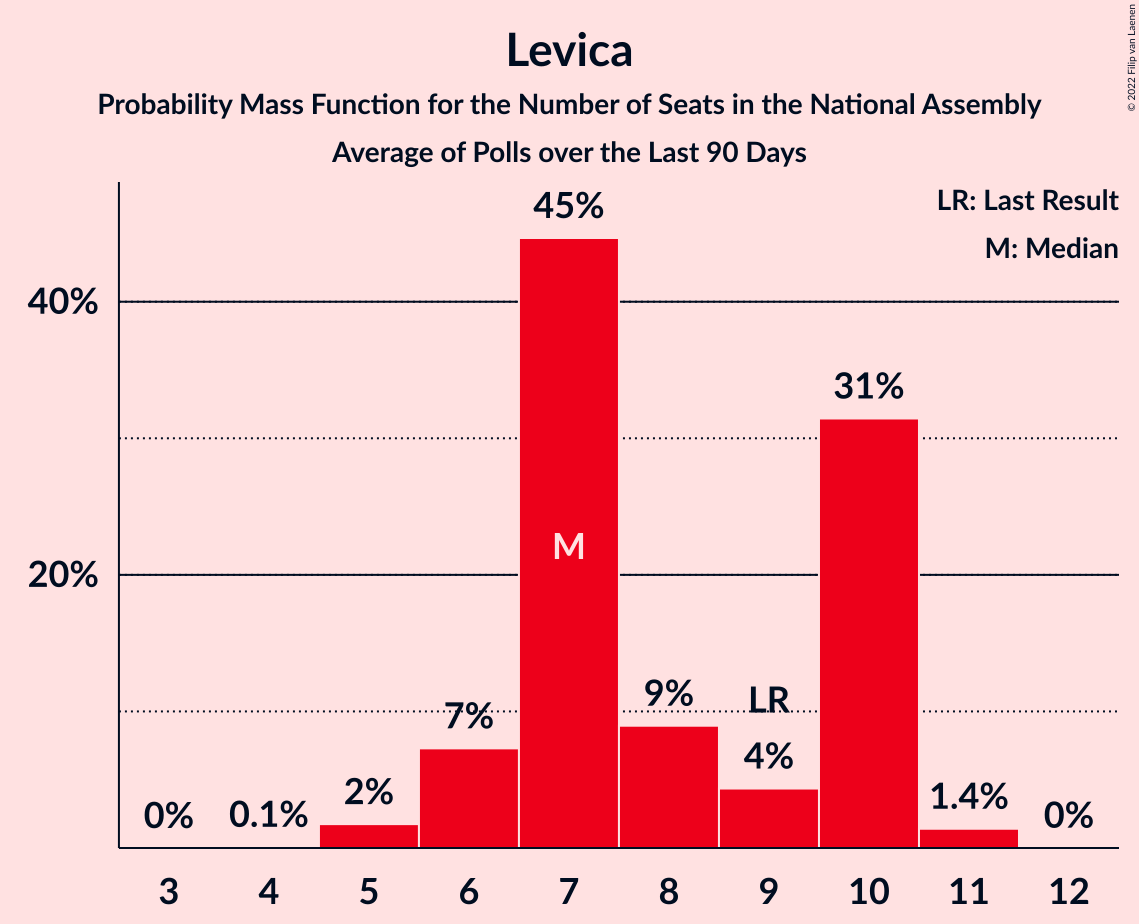 Levica
Probability Mass Function for the Number of Seats in the National Assembly
Average of Polls over the Last 90 Days
© 2022 Filip van Laenen
LR: Last Result
M: Median
45%
40%
31%
M
20%
9%
LR
7%
4%
2%
1.4%
0%
0.1%
0%
3 4 5 6 7 8 9 10 11 12